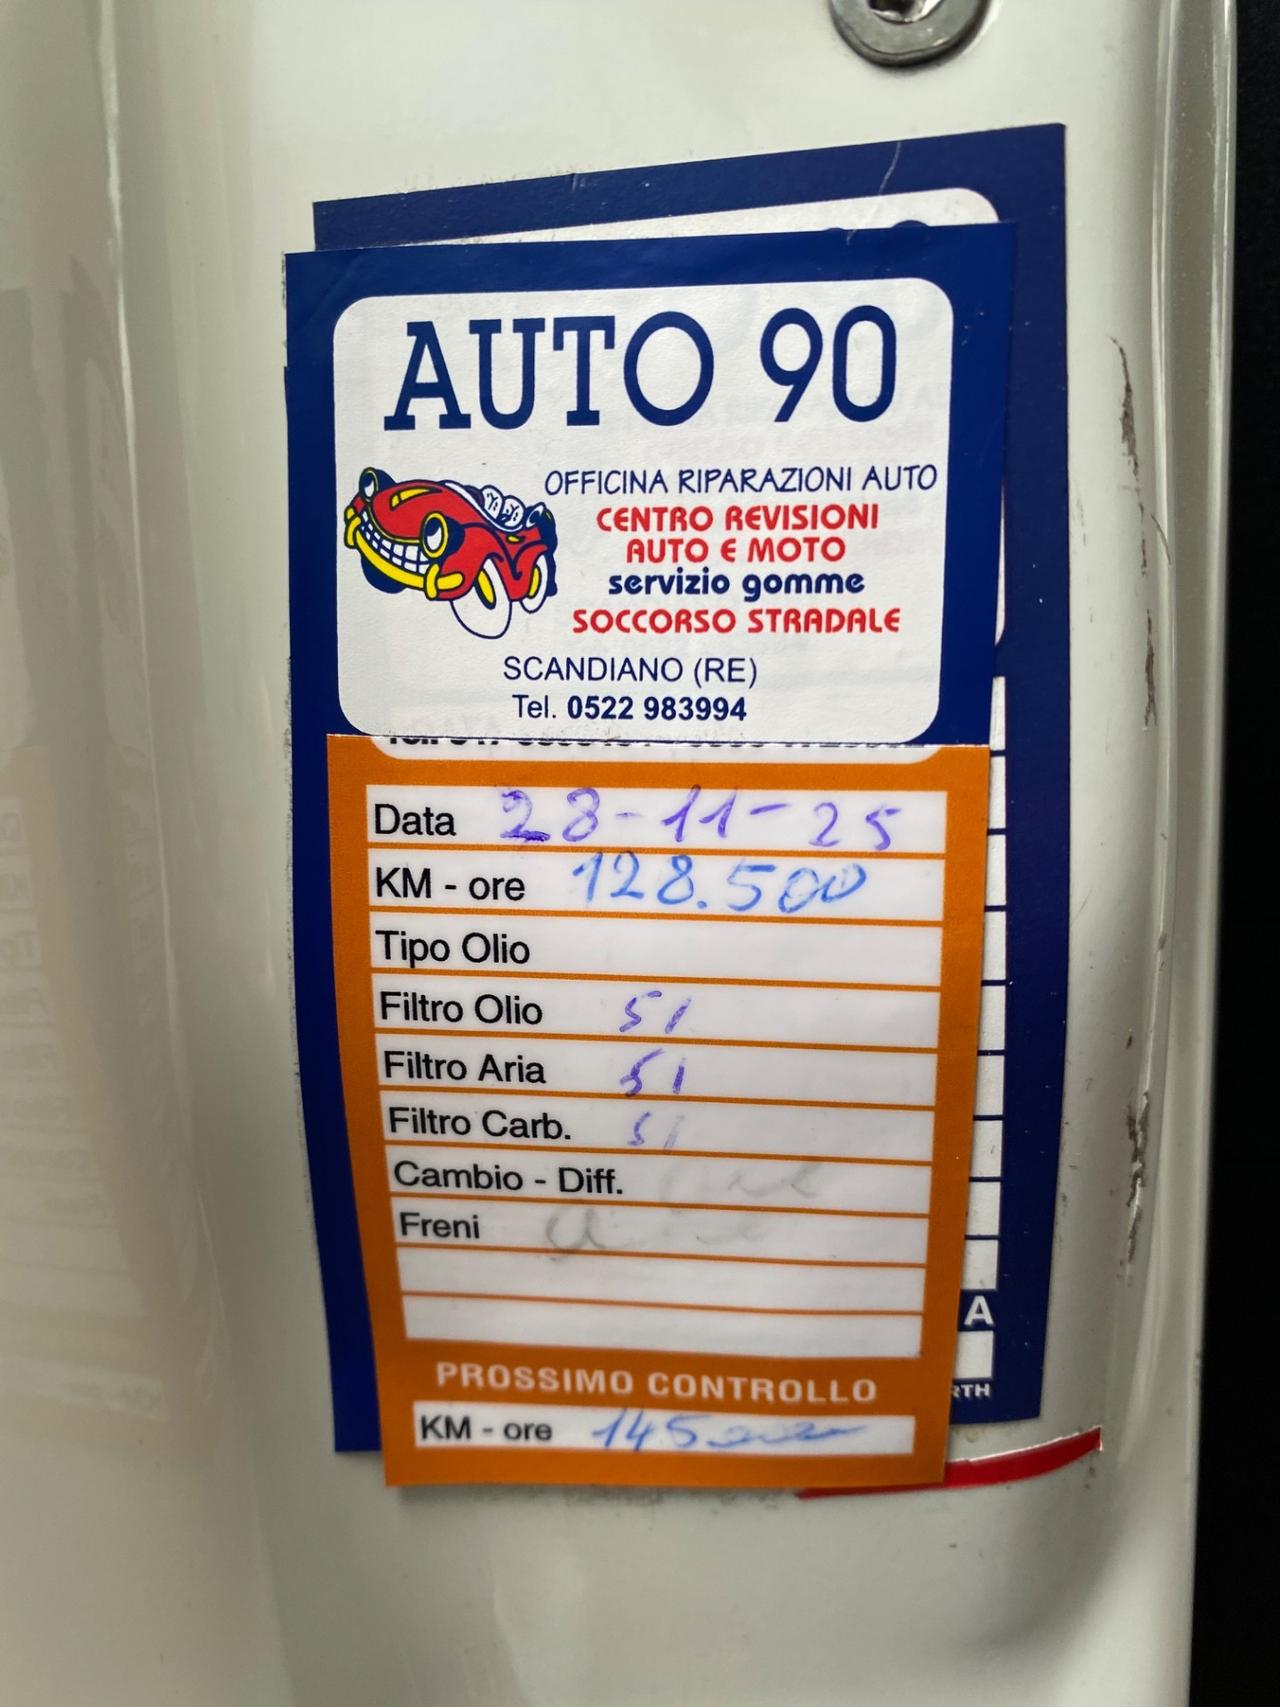 AUTO 90
OFFICINA RIPARAZIONI AUTO
CENTRO REVISIONI
AUTO E MOTO
servizio gomme
SOCCORSO STRADALE
SCANDIANO (RE)
Tel. 0522 983994
Data 28-11-25
KM - ore 128.500
Tipo Olio
Filtro Olio SI
Filtro Aria SI
Filtro Carb. SI
Cambio - Diff.
Freni
A
RTH
PROSSIMO CONTROLLO
KM - ore 145000